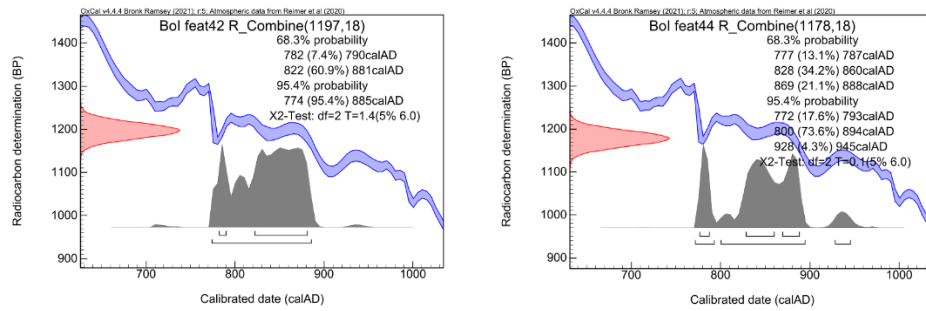 OxCal v4.4.4 Bronk Ramsey (2021); r:5; Atmospheric data from Reimer et al (2020)
Bol feat42 R_Combine(1197,18)
68.3% probability
782 (7.4%) 790calAD
822 (60.9%) 881calAD
95.4% probability
774 (95.4%) 885calAD
X2-Test: df=2 T=1.4(5% 6.0)
Radiocarbon determination (BP)
1400
1300
1200
1100
1000
900
700
800
900
1000
Calibrated date (calAD)
OxCal v4.4.4 Bronk Ramsey (2021); r:5; Atmospheric data from Reimer et al (2020)
Bol feat44 R_Combine(1178,18)
68.3% probability
777 (13.1%) 787calAD
828 (34.2%) 860calAD
869 (21.1%) 888calAD
95.4% probability
772 (17.6%) 793calAD
800 (73.6%) 894calAD
928 (4.3%) 945calAD
X2-Test: df=2 T=0.1(5% 6.0)
Radiocarbon determination (BP)
1400
1300
1200
1100
1000
900
700
800
900
1000
Calibrated date (calAD)